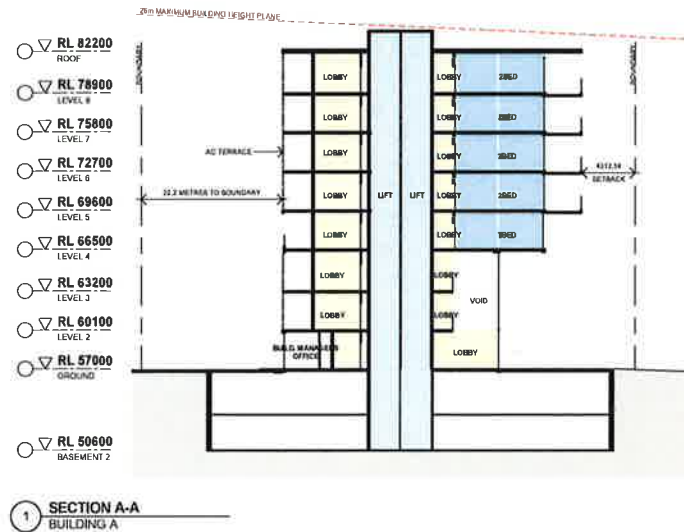 26m MAXIMUM BUILDING HEIGHT PLANE
BOUNDARY
BOUNDARY
RL 82200
ROOF
RL 78900
LEVEL 8
RL 75800
LEVEL 7
RL 72700
LEVEL 6
RL 69600
LEVEL 5
RL 66500
LEVEL 4
RL 63200
LEVEL 3
RL 60100
LEVEL 2
RL 57000
GROUND
RL 50600
BASEMENT 2
LOBBY LOBBY 2BED
LOBBY LOBBY 2BED
AC TERRACE LOBBY LOBBY 2BED
22.2 METRES TO BOUNDARY LOBBY LIFT LIFT LOBBY 2BED
SETBACK
LOBBY LOBBY
LOBBY LOBBY
VOID
LOBBY
BUILD. MANAGERS
OFFICE
LOBBY
1 SECTION A-A
BUILDING A